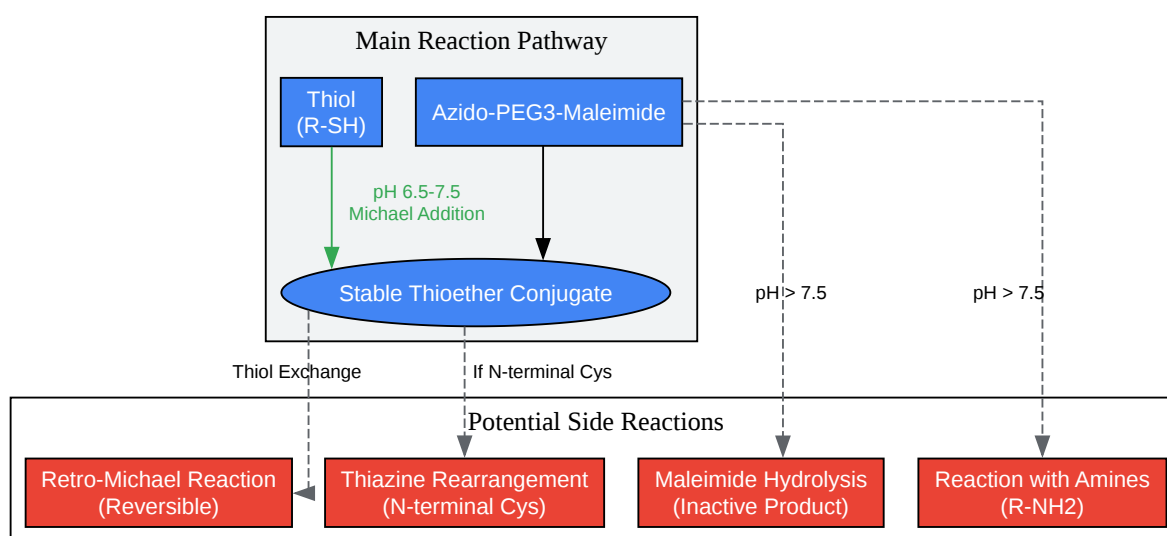 Main Reaction Pathway
Thiol
(R-SH)
Azido-PEG3-Maleimide
pH 6.5-7.5
Michael Addition
Stable Thioether Conjugate
pH > 7.5
pH > 7.5
Thiol Exchange
If N-terminal Cys
Potential Side Reactions
Retro-Michael Reaction
(Reversible)
Thiazine Rearrangement
(N-terminal Cys)
Maleimide Hydrolysis
(Inactive Product)
Reaction with Amines
(R-NH2)